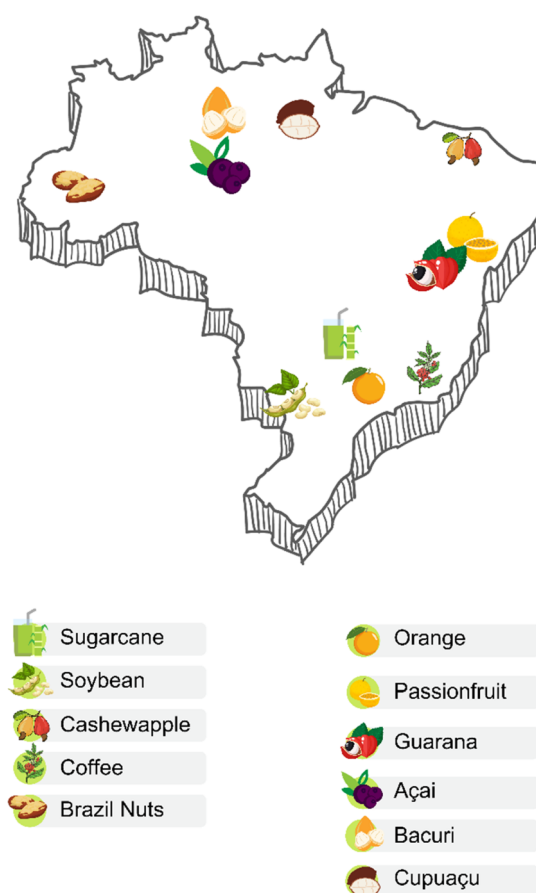 Sugarcane
Soybean
Cashewapple
Coffee
Brazil Nuts
Orange
Passionfruit
Guarana
Açai
Bacuri
Cupuaçu